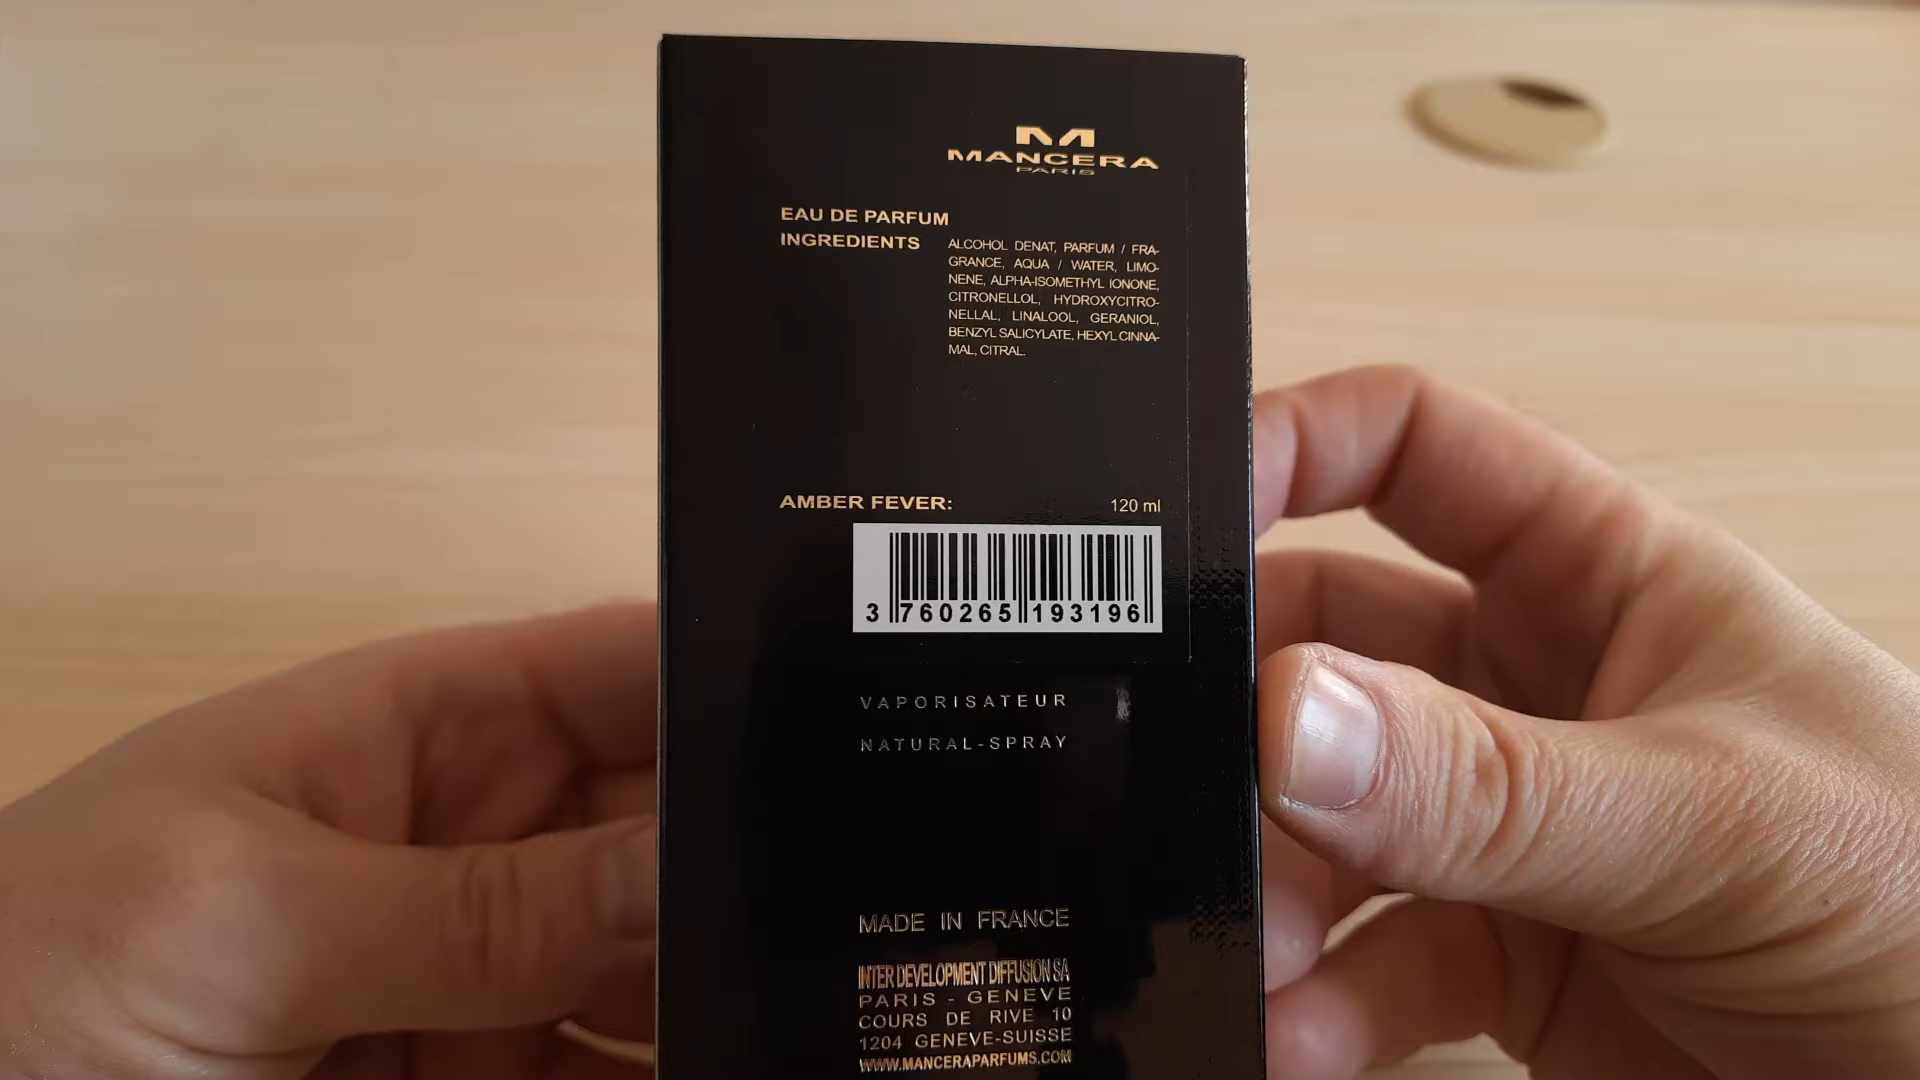 M
MANCERA
PARIS
EAU DE PARFUM
INGREDIENTS
ALCOHOL DENAT, PARFUM / FRA-
GRANCE, AQUA / WATER, LIMO-
NENE, ALPHA-ISOMETHYL IONONE,
CITRONELLOL, HYDROXYCITRO-
NELLAL, LINALOOL, GERANIOL,
BENZYL SALICYLATE, HEXYL CINNA-
MAL, CITRAL.
AMBER FEVER: 120 ml
3 760265 193196
VAPORISATEUR
NATURAL-SPRAY
MADE IN FRANCE
INTER DEVELOPMENT DIFFUSION SA
PARIS - GENEVE
COURS DE RIVE 10
1204 GENEVE-SUISSE
WWW.MANCERAPARFUMS.COM